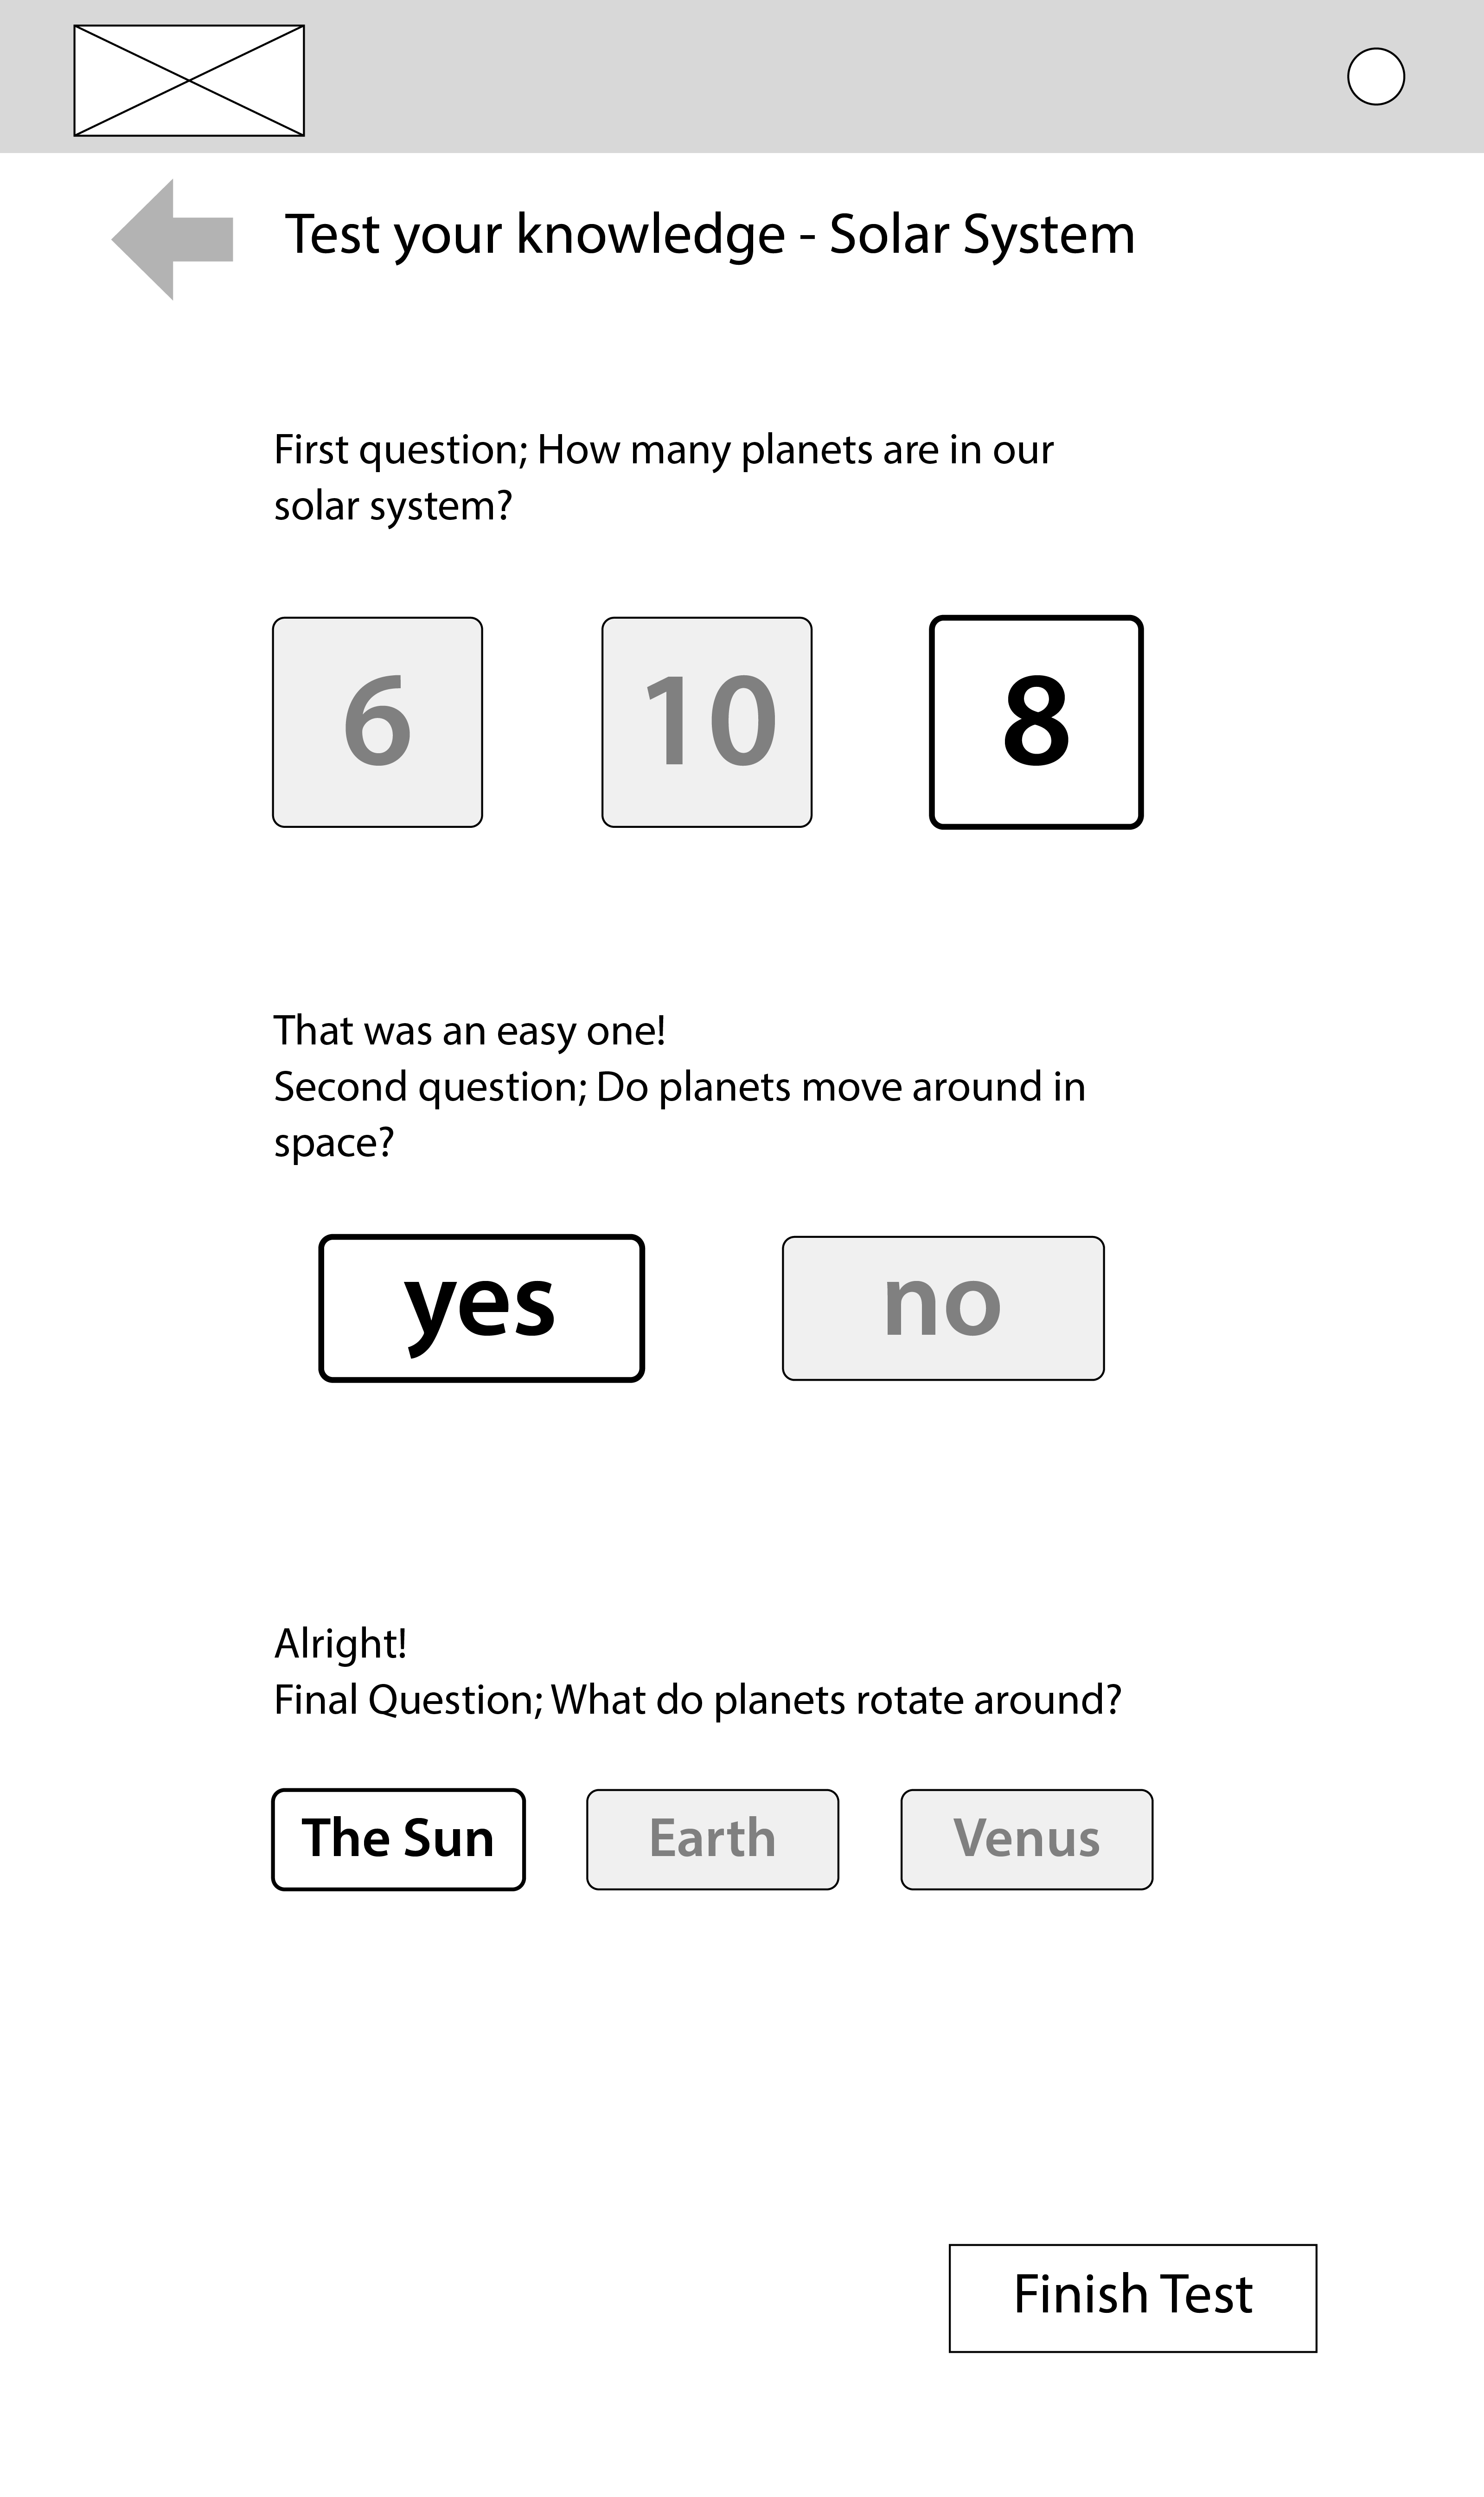 Test your knowledge - Solar System
First question; How many planets are in our
solar system?
6 10 8
That was an easy one!
Second question; Do planets move around in
space?
yes no
Alright!
Final Question; What do planets rotate around?
The Sun Earth Venus
Finish Test